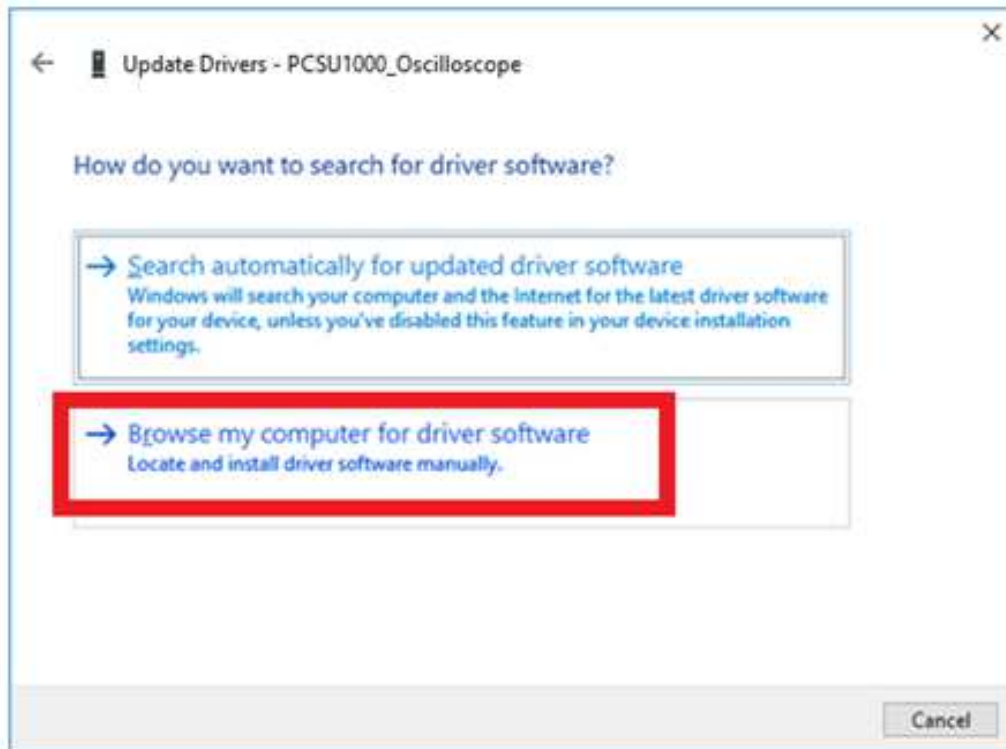 Update Drivers - PCSU1000_Oscilloscope
How do you want to search for driver software?
Search automatically for updated driver software
Windows will search your computer and the Internet for the latest driver software
for your device, unless you've disabled this feature in your device installation
settings.
Browse my computer for driver software
Locate and install driver software manually.
Cancel